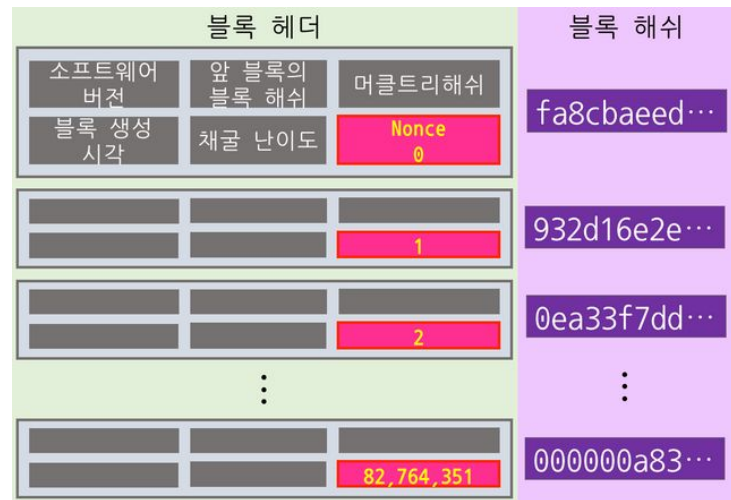 블록 헤더
블록 해쉬
소프트웨어
버전
앞 블록의
블록 해쉬
머클트리해쉬
블록 생성
시각
채굴 난이도
Nonce
0
fa8cbaeed…
1
932d16e2e…
2
0ea33f7dd…
⋮
⋮
82,764,351
000000a83…